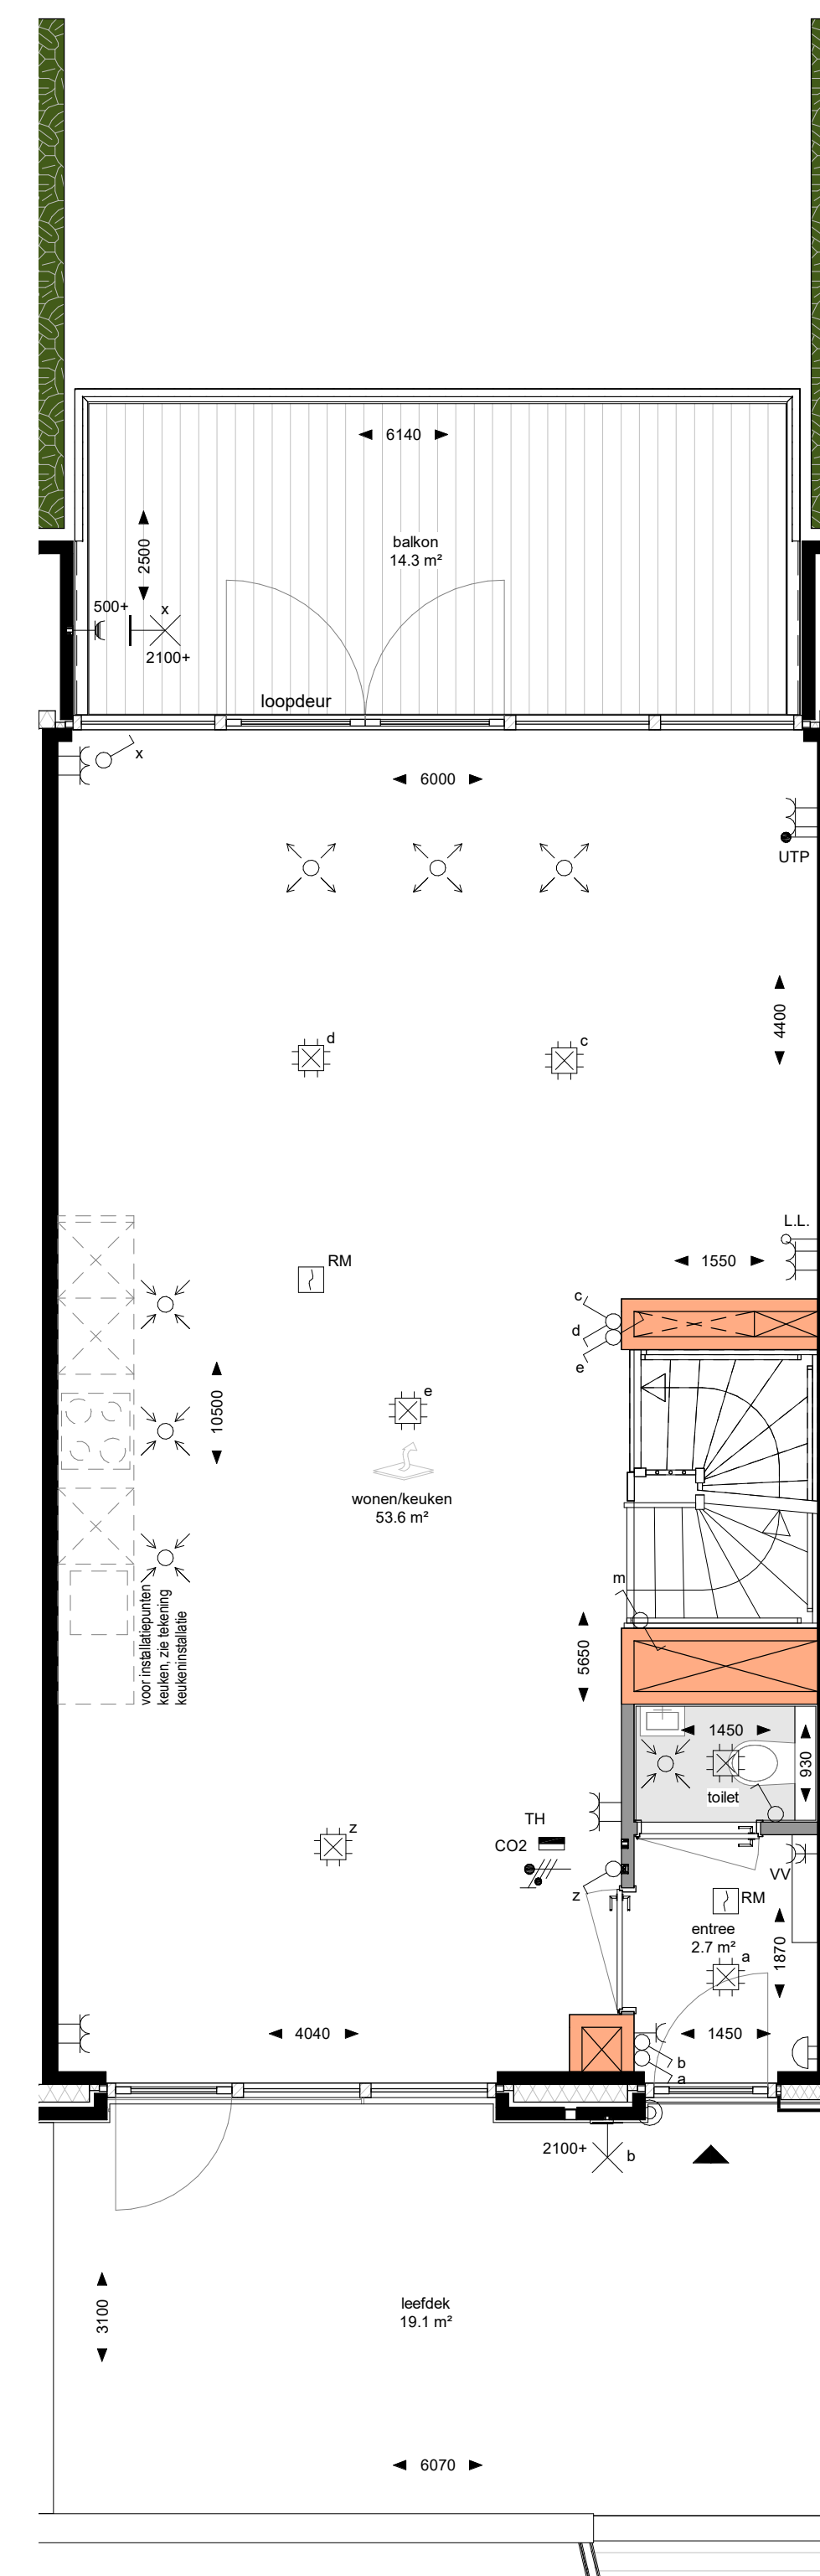 6140
balkon
14.3 m²
2500
500+
x
2100+
loopdeur
x
6000
UTP
4400
d
c
L.L.
RM
1550
c
d
e
10500
e
wonen/keuken
53.6 m²
m
voor installatiepunten
keuken, zie tekening
keukeninstallatie
5650
1450
930
toilet
z
TH
CO2
VV
z
RM
entree
2.7 m²
1870
a
4040
1450
b
a
2100+
b
leefdek
19.1 m²
3100
6070